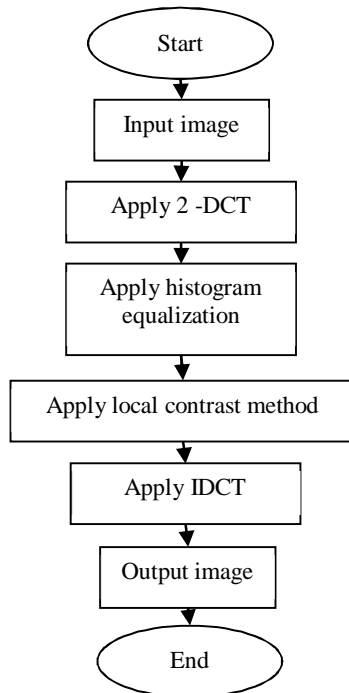 Start
Input image
Apply 2 -DCT
Apply histogram
equalization
Apply local contrast method
Apply IDCT
Output image
End